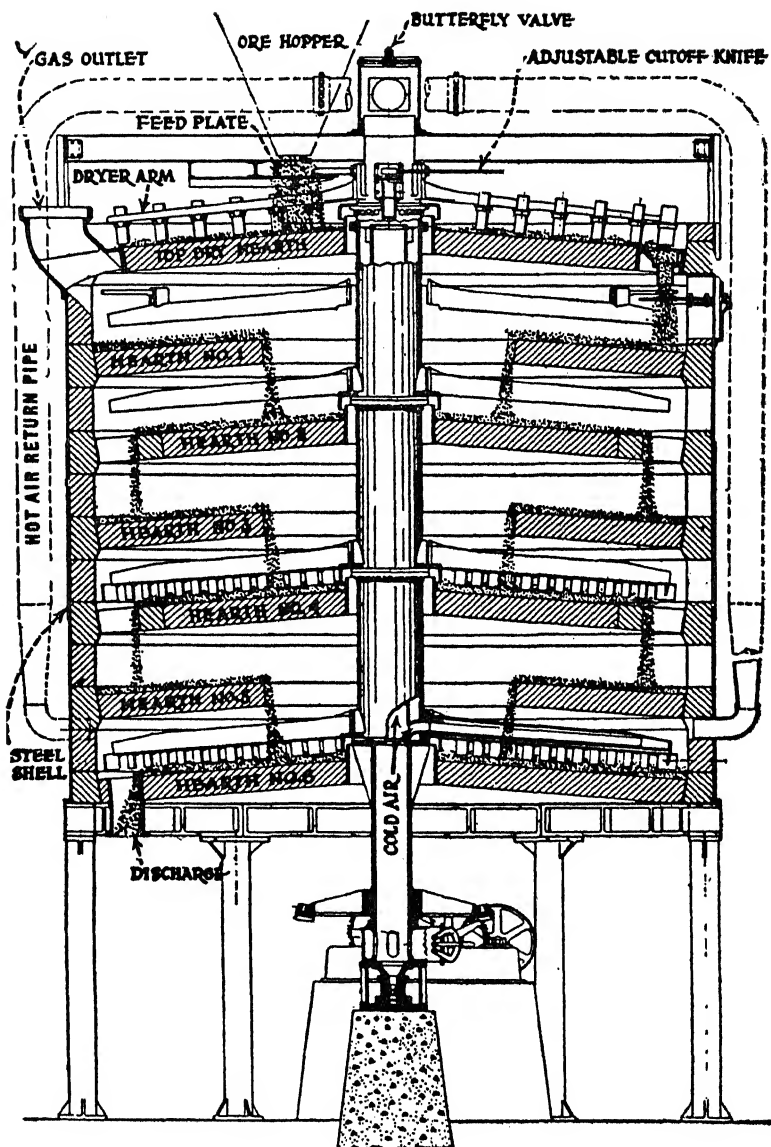 BUTTERFLY VALVE
GAS OUTLET
ORE HOPPER
ADJUSTABLE CUTOFF KNIFE
FEED PLATE
DRYER ARM
TOP DRY HEARTH
HEARTH NO.1
HEARTH NO.2
HOT AIR RETURN PIPE
HEARTH NO.3
HEARTH NO.4
HEARTH NO.5
STEEL
SHELL
HEARTH NO.6
COLD AIR
DISCHARGE